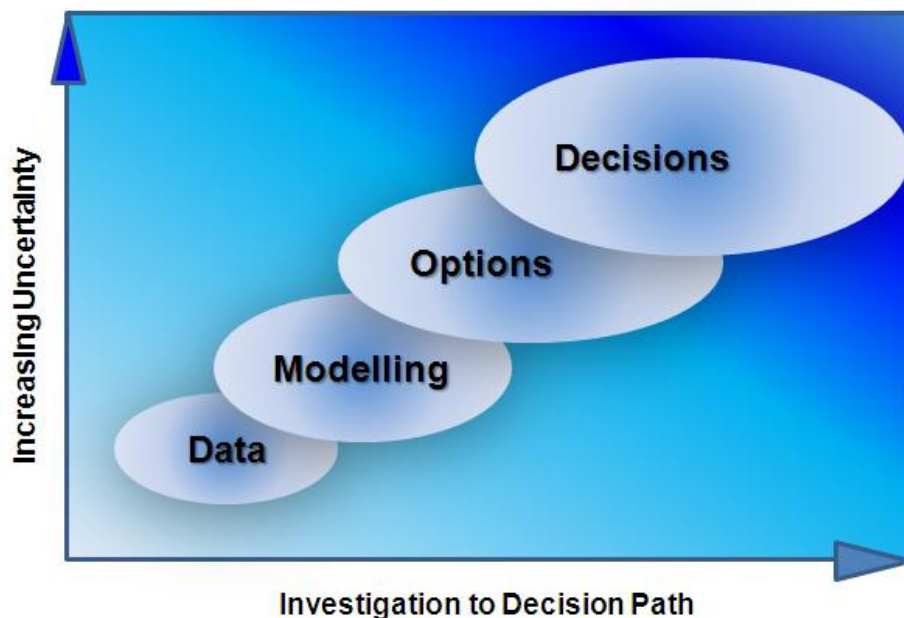 Increasing Uncertainty
Decisions
Options
Modelling
Data
Investigation to Decision Path